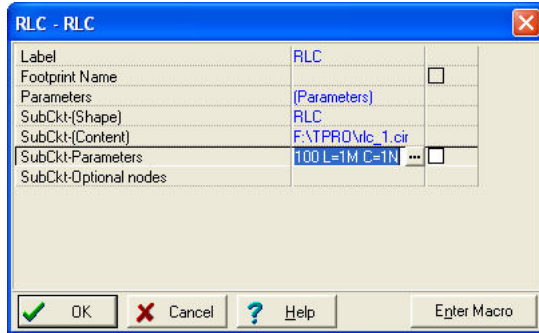 RLC - RLC
Label RLC
Footprint Name
Parameters (Parameters)
SubCkt-(Shape) RLC
SubCkt-(Content) F:\TPRO\rlc_1.cir
SubCkt-Parameters 100 L=1M C=1N ...
SubCkt-Optional nodes
OK Cancel ? Help Enter Macro